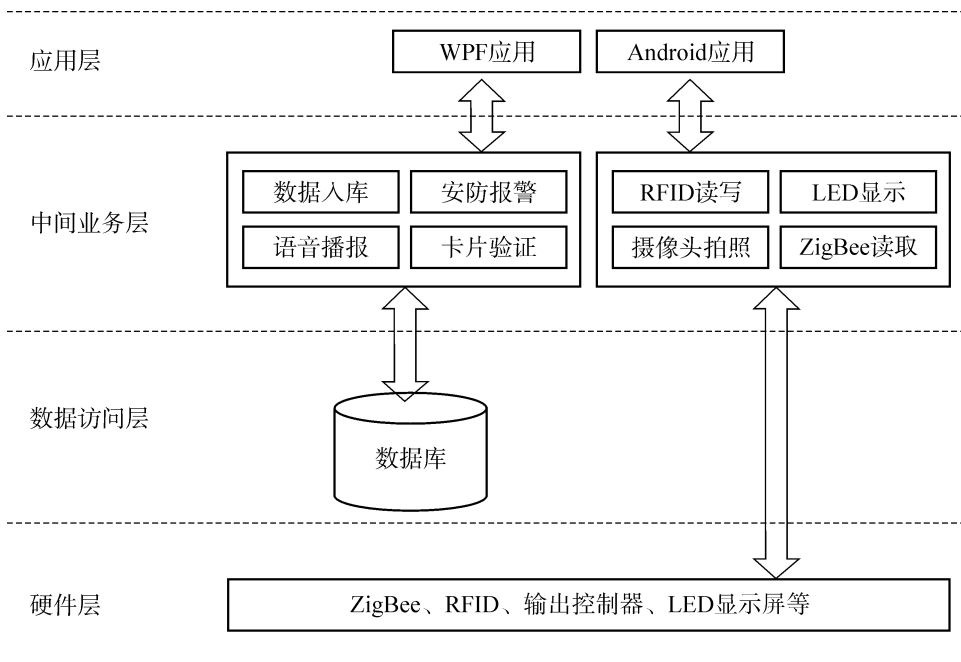 应用层
WPF应用
Android应用
中间业务层
数据入库
安防报警
RFID读写
LED显示
语音播报
卡片验证
摄像头拍照
ZigBee读取
数据访问层
数据库
硬件层
ZigBee、RFID、输出控制器、LED显示屏等